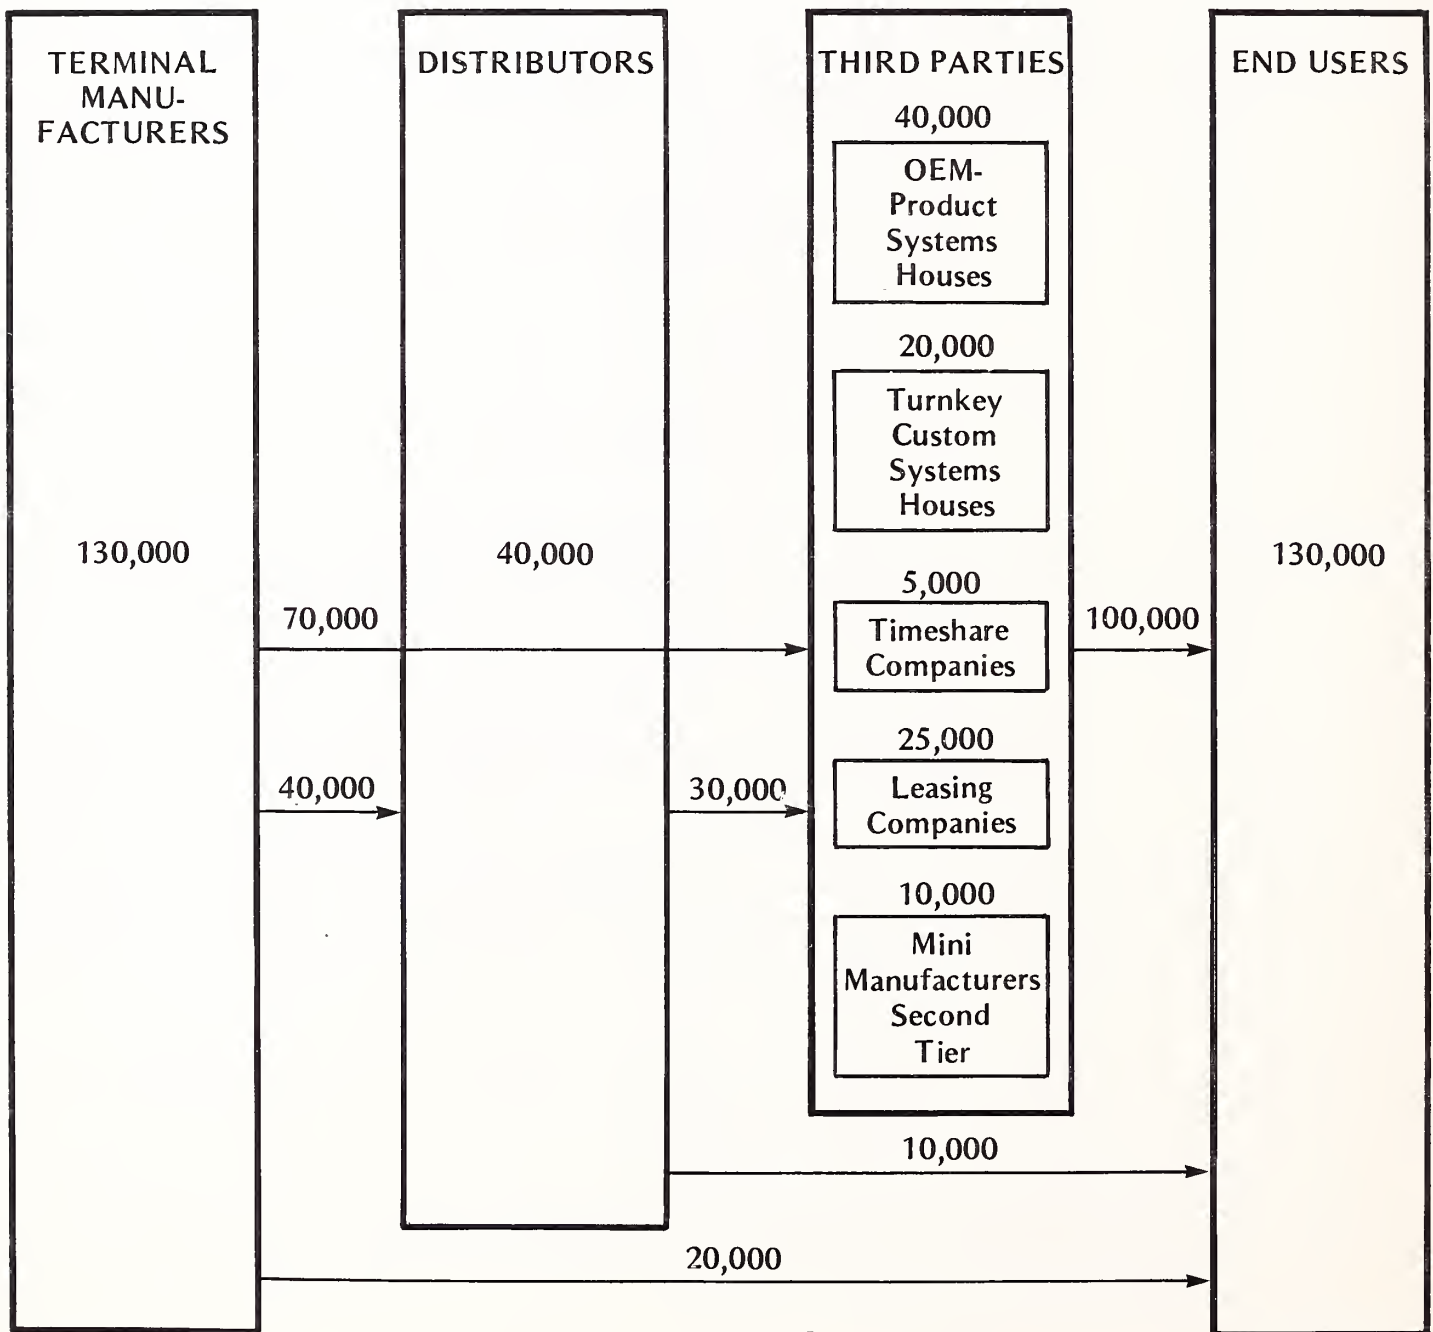 TERMINAL
MANU-
FACTURERS
130,000
70,000
40,000
DISTRIBUTORS
40,000
30,000
THIRD PARTIES
40,000
OEM-
Product
Systems
Houses
20,000
Turnkey
Custom
Systems
Houses
5,000
Timeshare
Companies
25,000
Leasing
Companies
10,000
Mini
Manufacturers
Second
Tier
100,000
10,000
20,000
END USERS
130,000